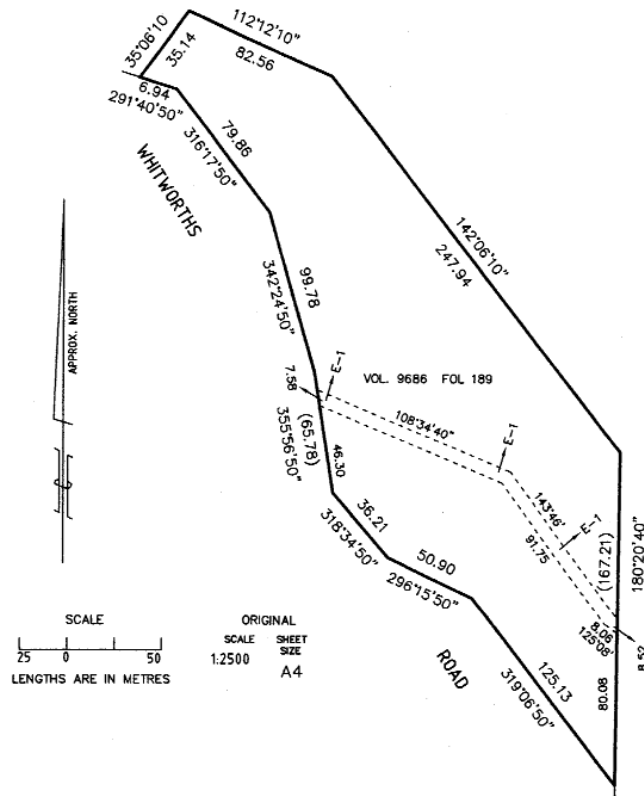 35°06'10
35.14
112°12'10"
82.56
6.94
291°40'50"
79.86
316°17'50"
WHITWORTHS
142°06'10"
247.94
99.78
342°24'50"
APPROX. NORTH
7.58
E-1
VOL. 9686 FOL 189
(65.78)
355°56'50"
46.30
108°34'40"
E-1
143°46'
E-1
91.75
(167.21)
180°20'40"
36.21
318°34'50"
50.90
296°15'50"
8.06
125°08'
8.52
80.08
ROAD
125.13
319°06'50"
SCALE
25 0 50
LENGTHS ARE IN METRES
ORIGINAL
SCALE SHEET SIZE
1:2500 A4